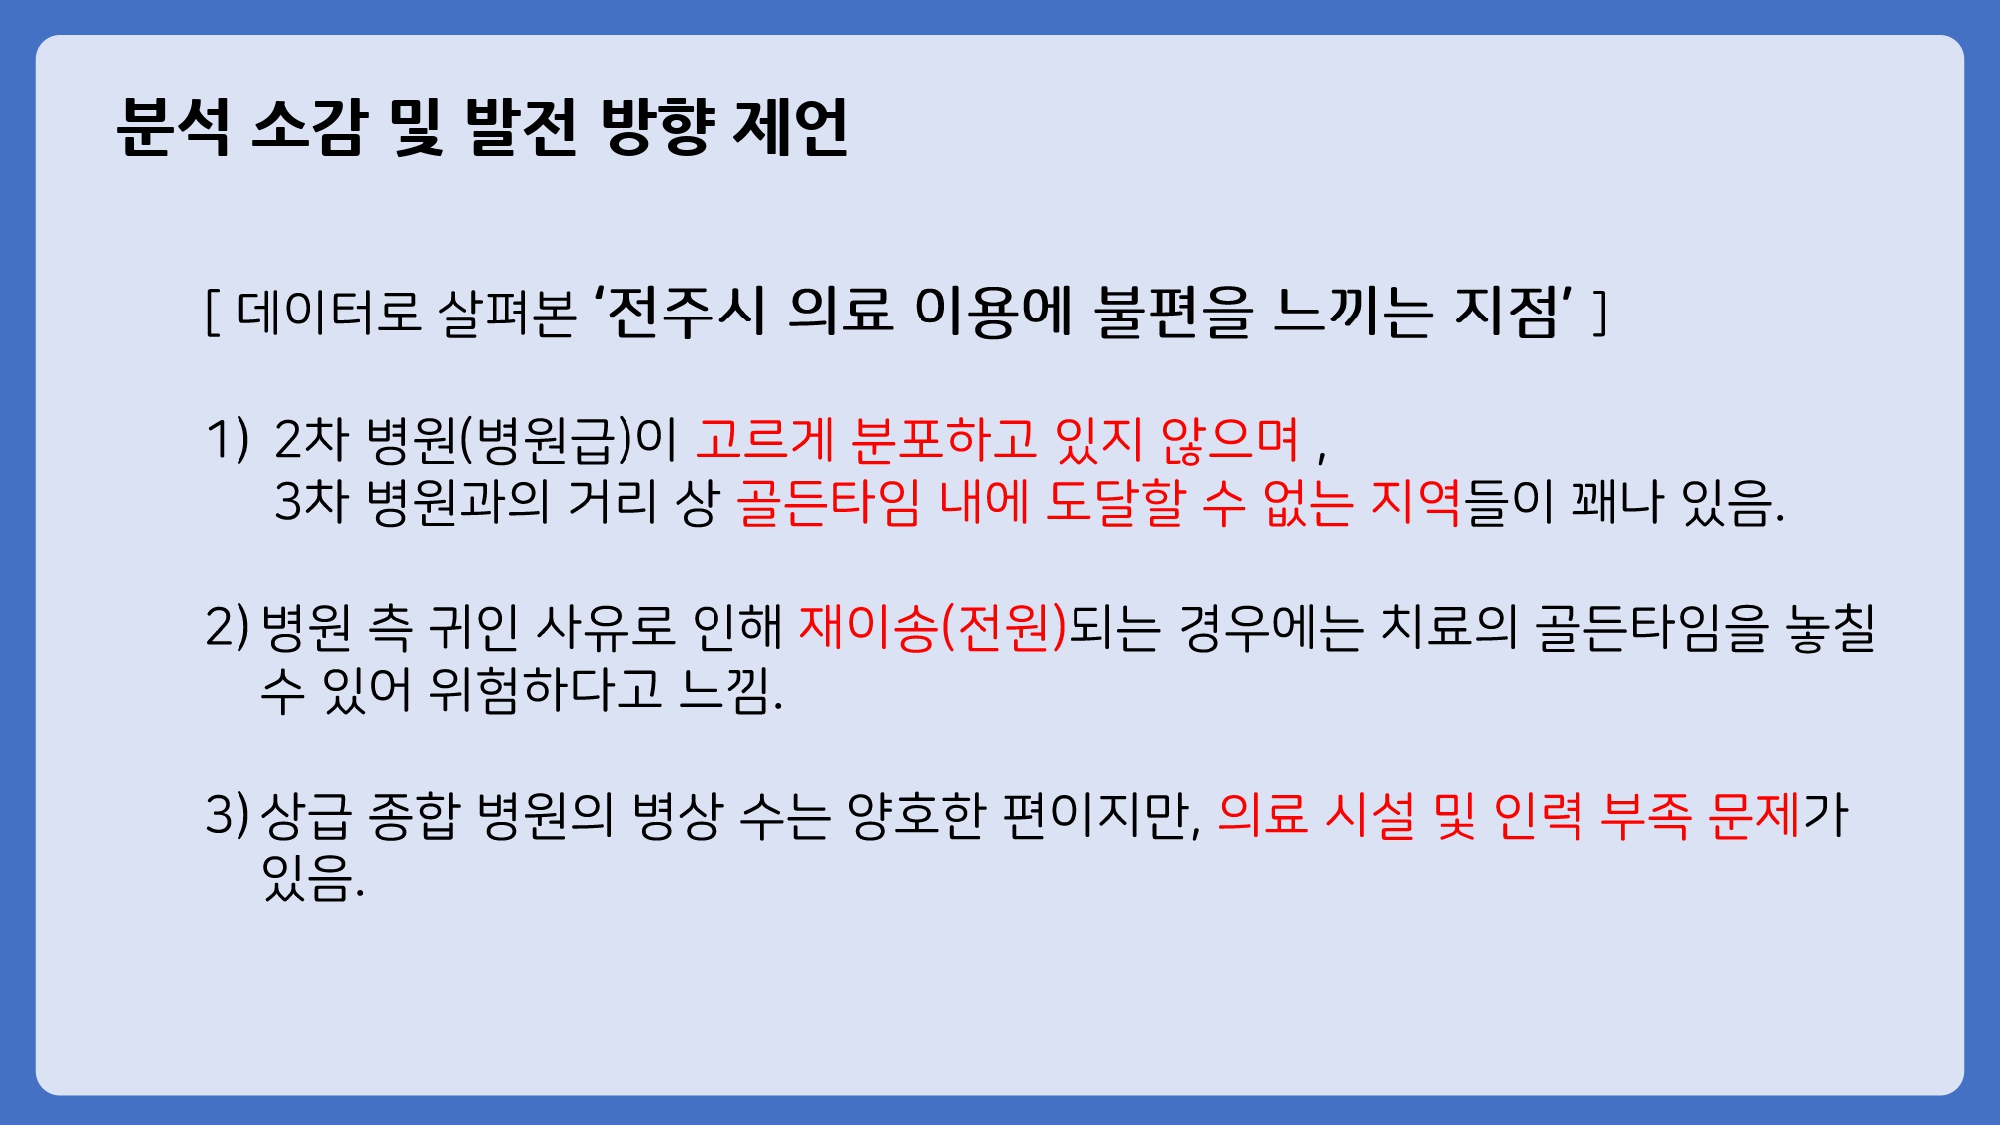 분석 소감 및 발전 방향 제언
[ 데이터로 살펴본 ‘전주시 의료 이용에 불편을 느끼는 지점’ ]
1) 2차 병원(병원급)이 고르게 분포하고 있지 않으며 ,
3차 병원과의 거리 상 골든타임 내에 도달할 수 없는 지역들이 꽤나 있음.
2) 병원 측 귀인 사유로 인해 재이송(전원)되는 경우에는 치료의 골든타임을 놓칠
수 있어 위험하다고 느낌.
3) 상급 종합 병원의 병상 수는 양호한 편이지만, 의료 시설 및 인력 부족 문제가
있음.